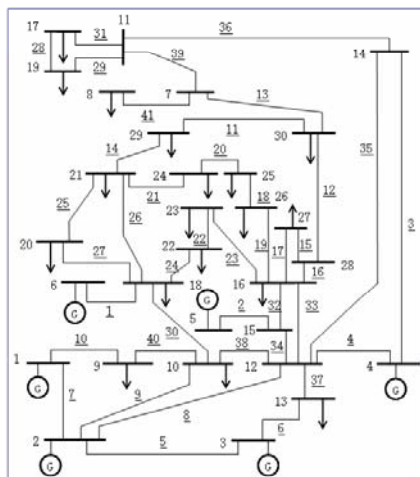 17 31 11 36
28 39 14
19 29
8 7 13
41
29 11 30
14 20 35
21 24 25 12
21 18 26 3
25 26 23 27
22 19 17 15
20 27 22 23 28
24 16
6 18 G 16 32 33
G 1 5 2
30 15 34
10 40 38 4
1 9 10 12 4
G 9 37 G
7 8 13
2 5 3 6
G G